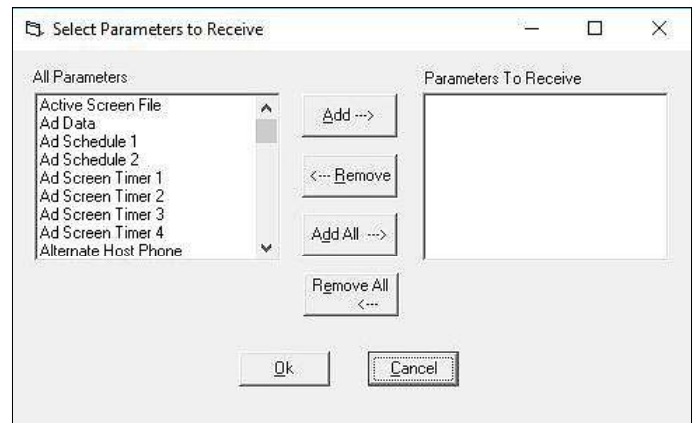 Select Parameters to Receive
All Parameters
Parameters To Receive
Active Screen File
Ad Data
Ad Schedule 1
Ad Schedule 2
Ad Screen Timer 1
Ad Screen Timer 2
Ad Screen Timer 3
Ad Screen Timer 4
Alternate Host Phone
Add --->
<--- Remove
Add All --->
Remove All
<---
Ok
Cancel